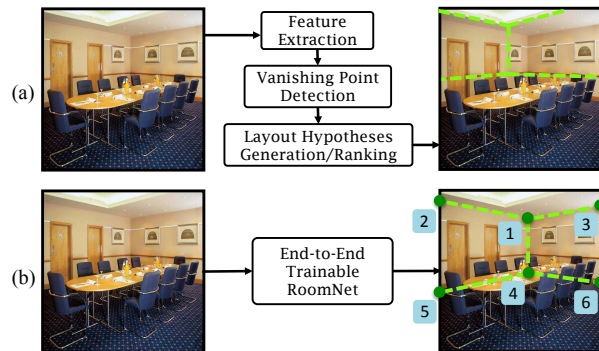 (a)
Feature
Extraction
Vanishing Point
Detection
Layout Hypotheses
Generation/Ranking
(b)
End-to-End
Trainable
RoomNet
2
1
3
5
4
6